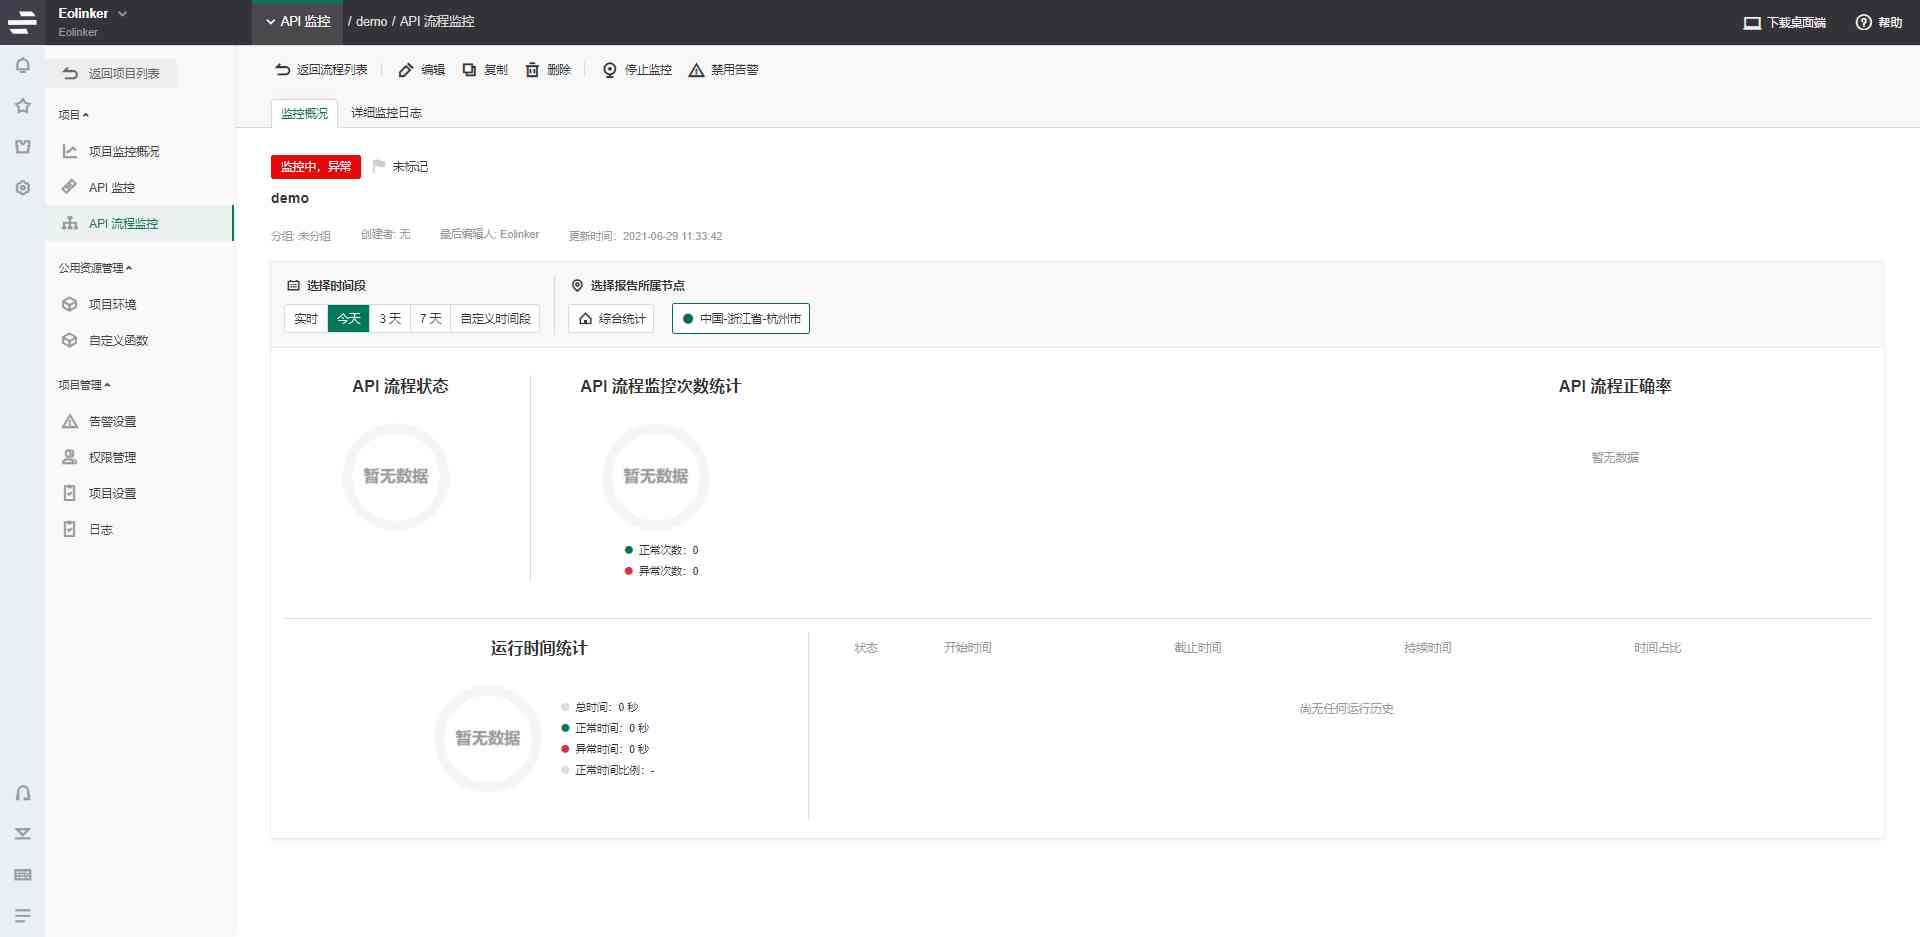 Eolinker
Eolinker
API 监控 / demo / API 流程监控
下载桌面端
帮助
返回项目列表
项目
项目监控概况
API 监控
API 流程监控
公用资源管理
项目环境
自定义函数
项目管理
告警设置
权限管理
项目设置
日志
返回流程列表
编辑
复制
删除
停止监控
禁用告警
监控概况
详细监控日志
监控中，异常
未标记
demo
分组: 未分组
创建者: 无
最后编辑人: Eolinker
更新时间：2021-06-29 11:33:42
选择时间段
实时
今天
3 天
7 天
自定义时间段
选择报告所属节点
综合统计
中国-浙江省-杭州市
API 流程状态
暂无数据
API 流程监控次数统计
暂无数据
正常次数：0
异常次数：0
API 流程正确率
暂无数据
运行时间统计
暂无数据
总时间：0 秒
正常时间：0 秒
异常时间：0 秒
正常时间比例：-
状态
开始时间
截止时间
持续时间
时间占比
尚无任何运行历史